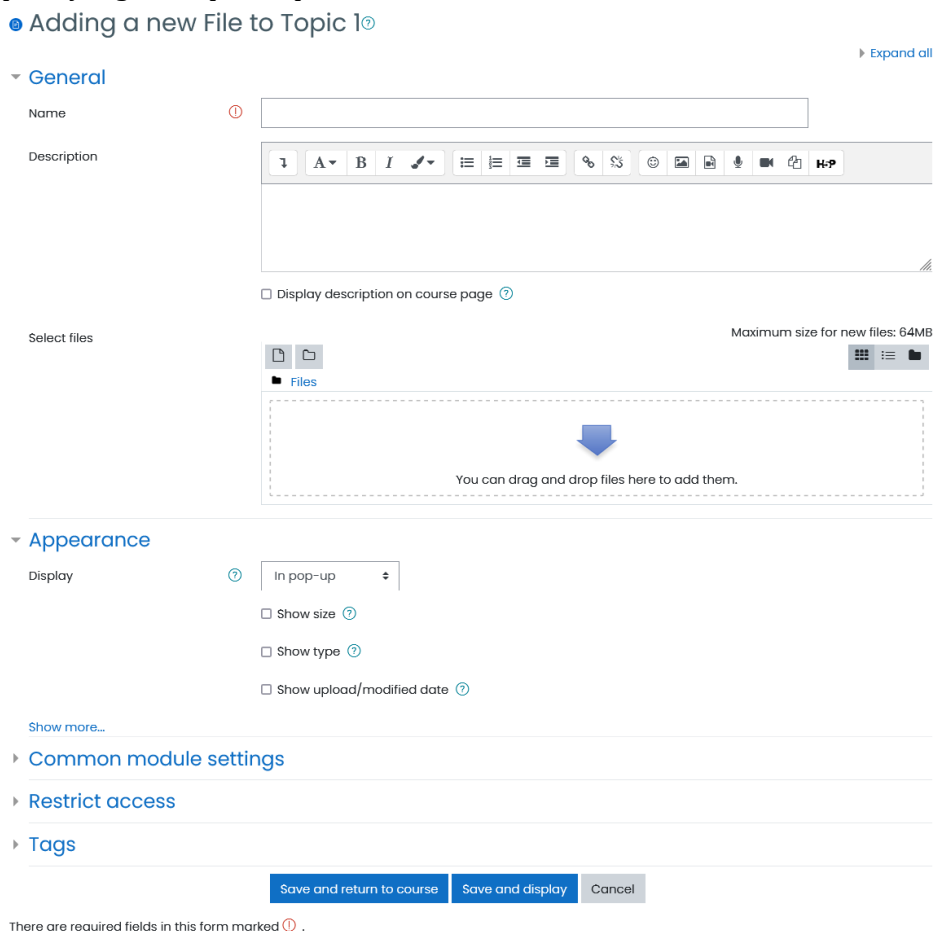 Adding a new File to Topic 1
Expand all
General
Name
Description
A B I H-P
Display description on course page
Maximum size for new files: 64MB
Select files
Files
You can drag and drop files here to add them.
Appearance
Display
In pop-up
Show size
Show type
Show upload/modified date
Show more...
Common module settings
Restrict access
Tags
Save and return to course Save and display Cancel
There are required fields in this form marked .